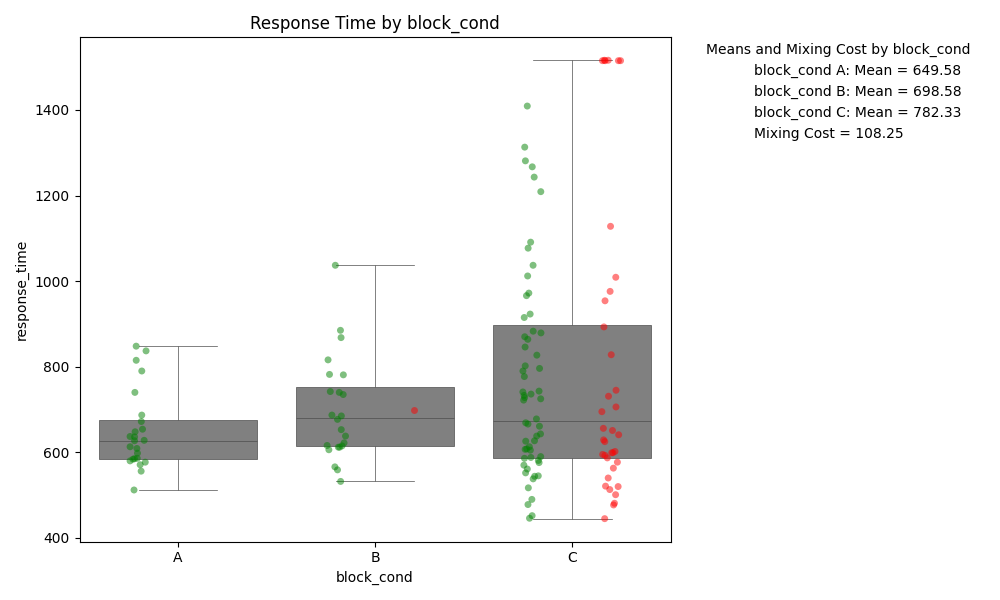 Response Time by block_cond
Means and Mixing Cost by block_cond
block_cond A: Mean = 649.58
block_cond B: Mean = 698.58
block_cond C: Mean = 782.33
Mixing Cost = 108.25
response_time
1400
1200
1000
800
600
400
A
B
C
block_cond